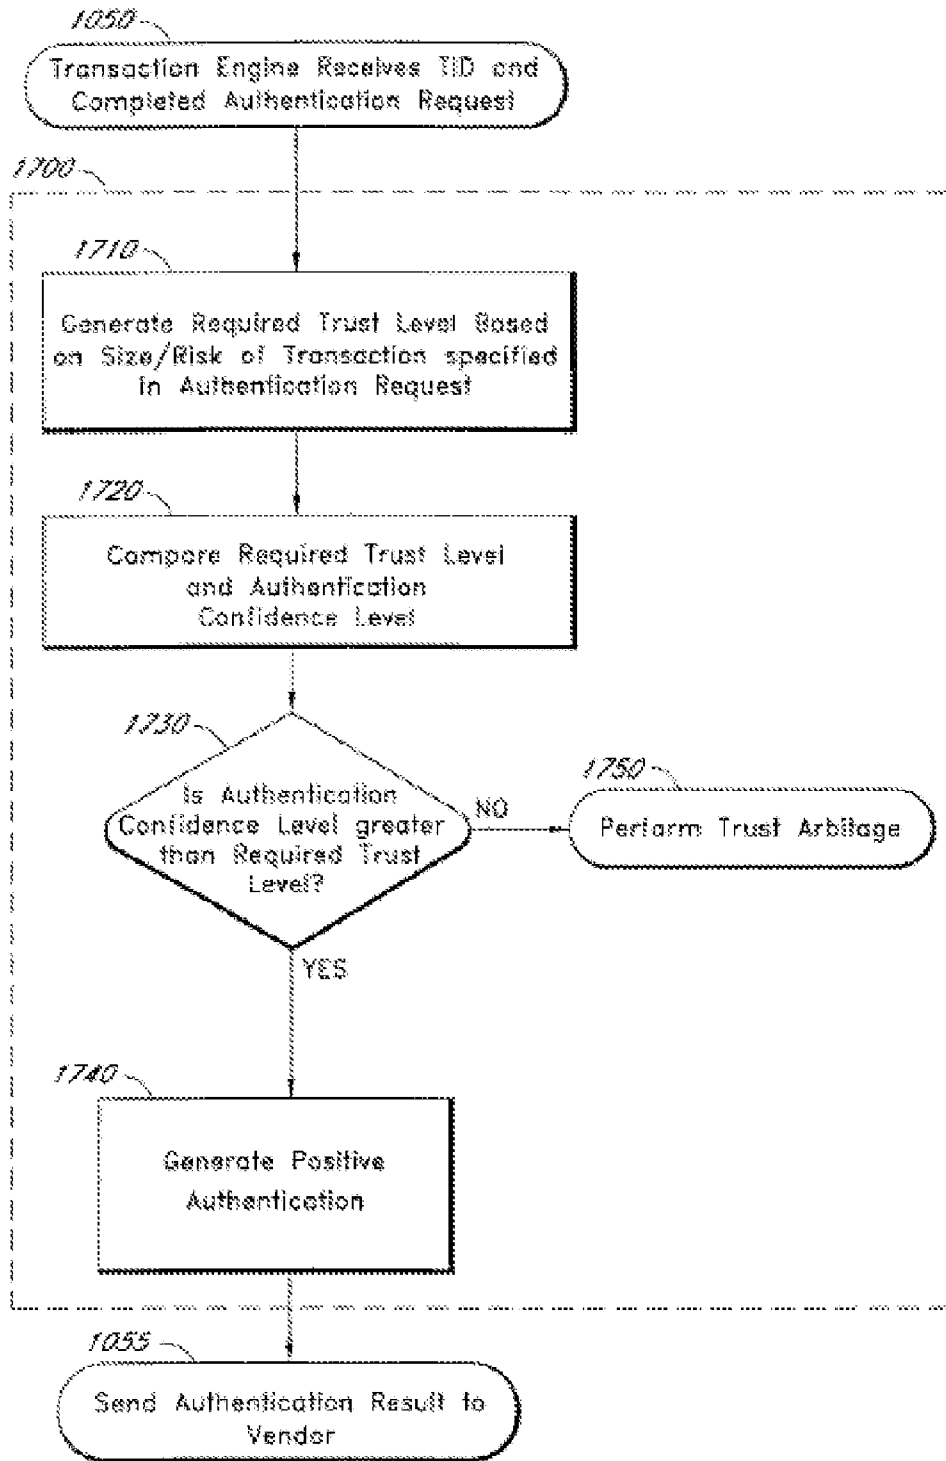 1050
Transaction Engine Receives TID and
Completed Authentication Request
1700
1710
Generate Required Trust Level Based
on Size/Risk of Transaction specified
in Authentication Request
1720
Compare Required Trust Level
and Authentication
Confidence Level
1730
Is Authentication
Confidence Level greater
than Required Trust
Level?
NO
1750
Perform Trust Arbitage
YES
1740
Generate Positive
Authentication
1055
Send Authentication Result to
Vendor